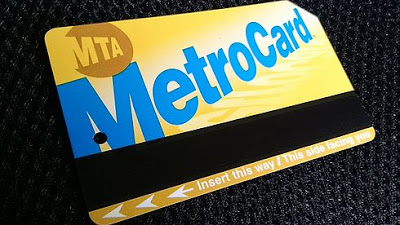 MTA
MetroCard
Insert this way / This side facing you